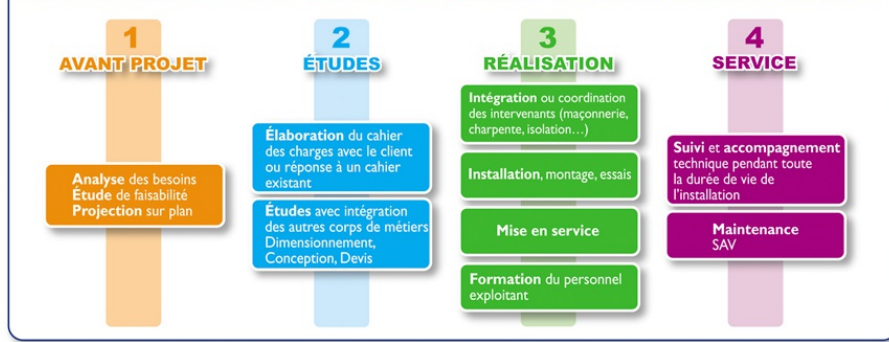 1
AVANT PROJET
Analyse des besoins
Étude de faisabilité
Projection sur plan
2
ÉTUDES
Élaboration du cahier
des charges avec le client
ou réponse à un cahier
existant
Études avec intégration
des autres corps de métiers
Dimensionnement,
Conception, Devis
3
RÉALISATION
Intégration ou coordination
des intervenants (maçonnerie,
charpente, isolation…)
Installation, montage, essais
Mise en service
Formation du personnel
exploitant
4
SERVICE
Suivi et accompagnement
technique pendant toute
la durée de vie de
l'installation
Maintenance
SAV